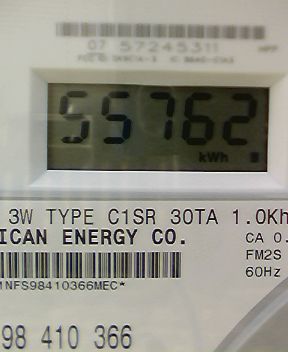 07 57245311
55762
kWh
3W TYPE C1SR 30TA 1.0Kh
ICAN ENERGY CO.
CA 0.
FM2S
60Hz
NFS98410366MEC*
98 410 366